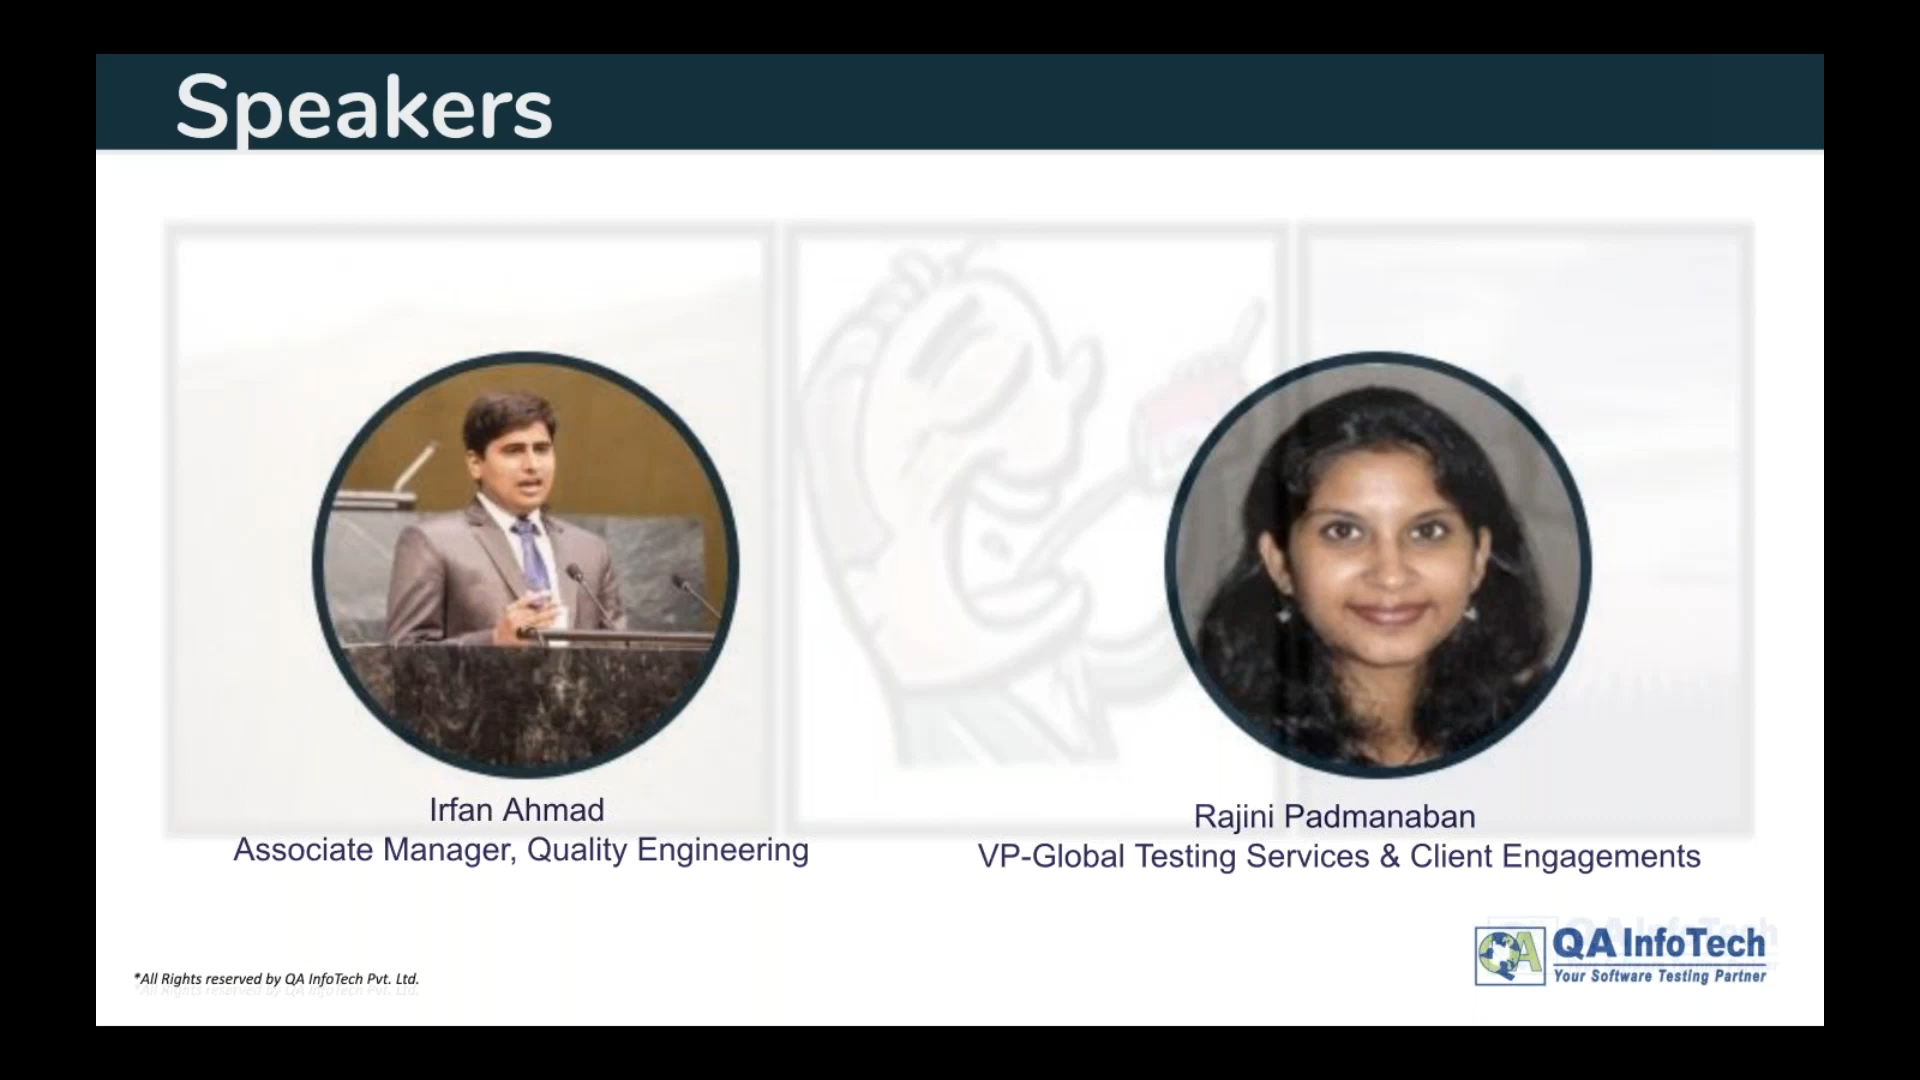 Speakers
Irfan Ahmad
Associate Manager, Quality Engineering
Rajini Padmanaban
VP-Global Testing Services & Client Engagements
*All Rights reserved by QA InfoTech Pvt. Ltd.
QA QA InfoTech
Your Software Testing Partner